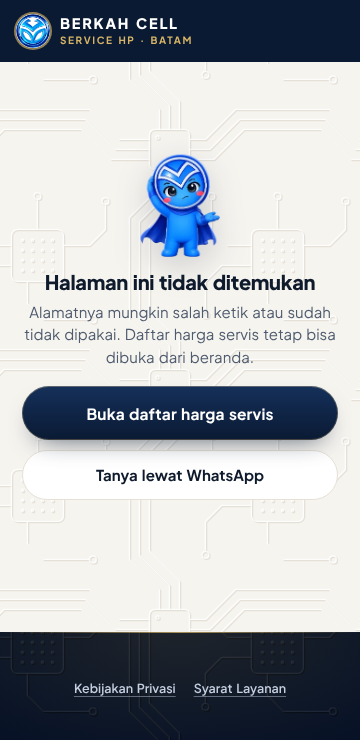 BERKAH CELL
SERVICE HP · BATAM
Halaman ini tidak ditemukan
Alamatnya mungkin salah ketik atau sudah
tidak dipakai. Daftar harga servis tetap bisa
dibuka dari beranda.
Buka daftar harga servis
Tanya lewat WhatsApp
Kebijakan Privasi
Syarat Layanan